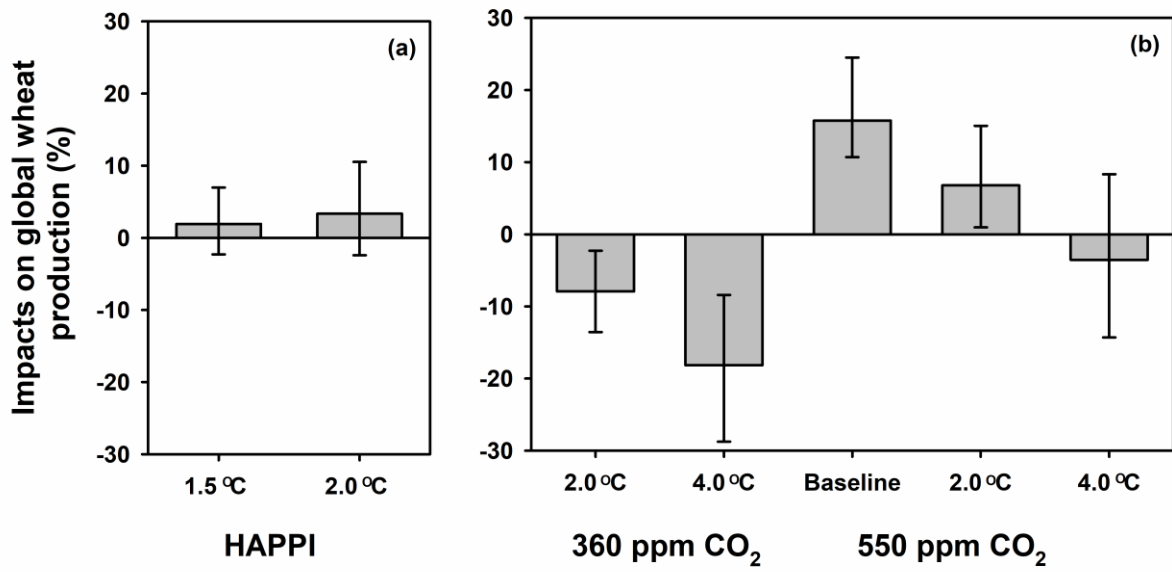 Impacts on global wheat
production (%)
30
20
10
0
-10
-20
-30
(a)
1.5 °C
2.0 °C
HAPPI
30
20
10
0
-10
-20
-30
(b)
2.0 °C
4.0 °C
Baseline
2.0 °C
4.0 °C
360 ppm CO₂
550 ppm CO₂